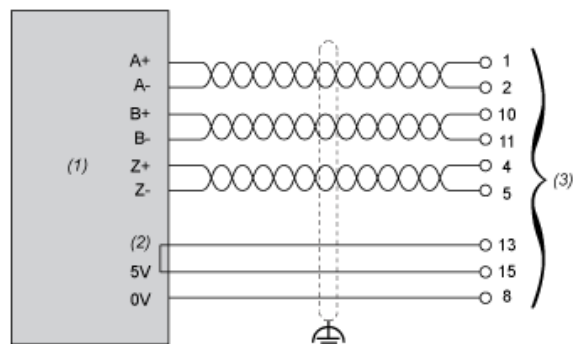 A+ 1
A- 2
B+ 10
B- 11
(1) Z+ 4 (3)
Z- 5
(2) 13
5V 15
0V 8